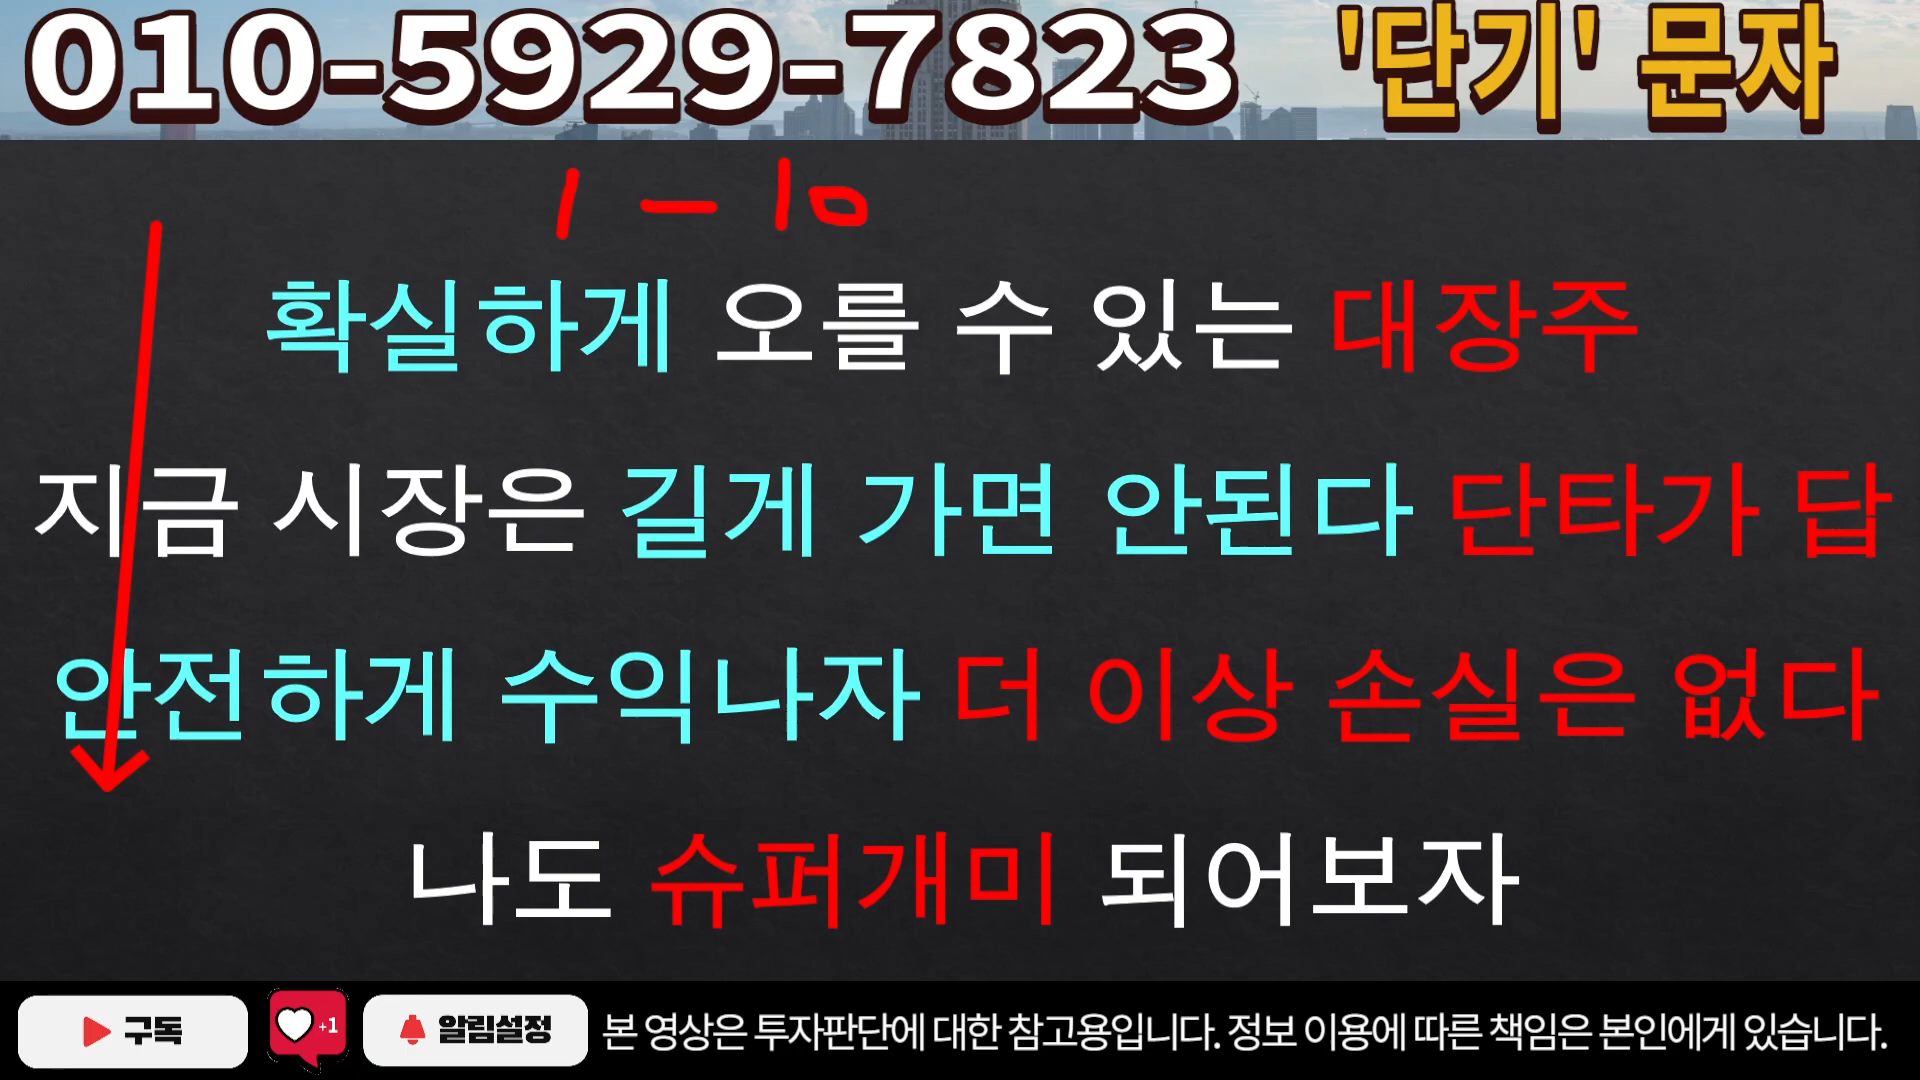 010-5929-7823 '단기' 문자
1 - 10
확실하게 오를 수 있는 대장주
지금 시장은 길게 가면 안된다 단타가 답
안전하게 수익나자 더 이상 손실은 없다
나도 슈퍼개미 되어보자
구독 +1 알림설정 본 영상은 투자판단에 대한 참고용입니다. 정보 이용에 따른 책임은 본인에게 있습니다.